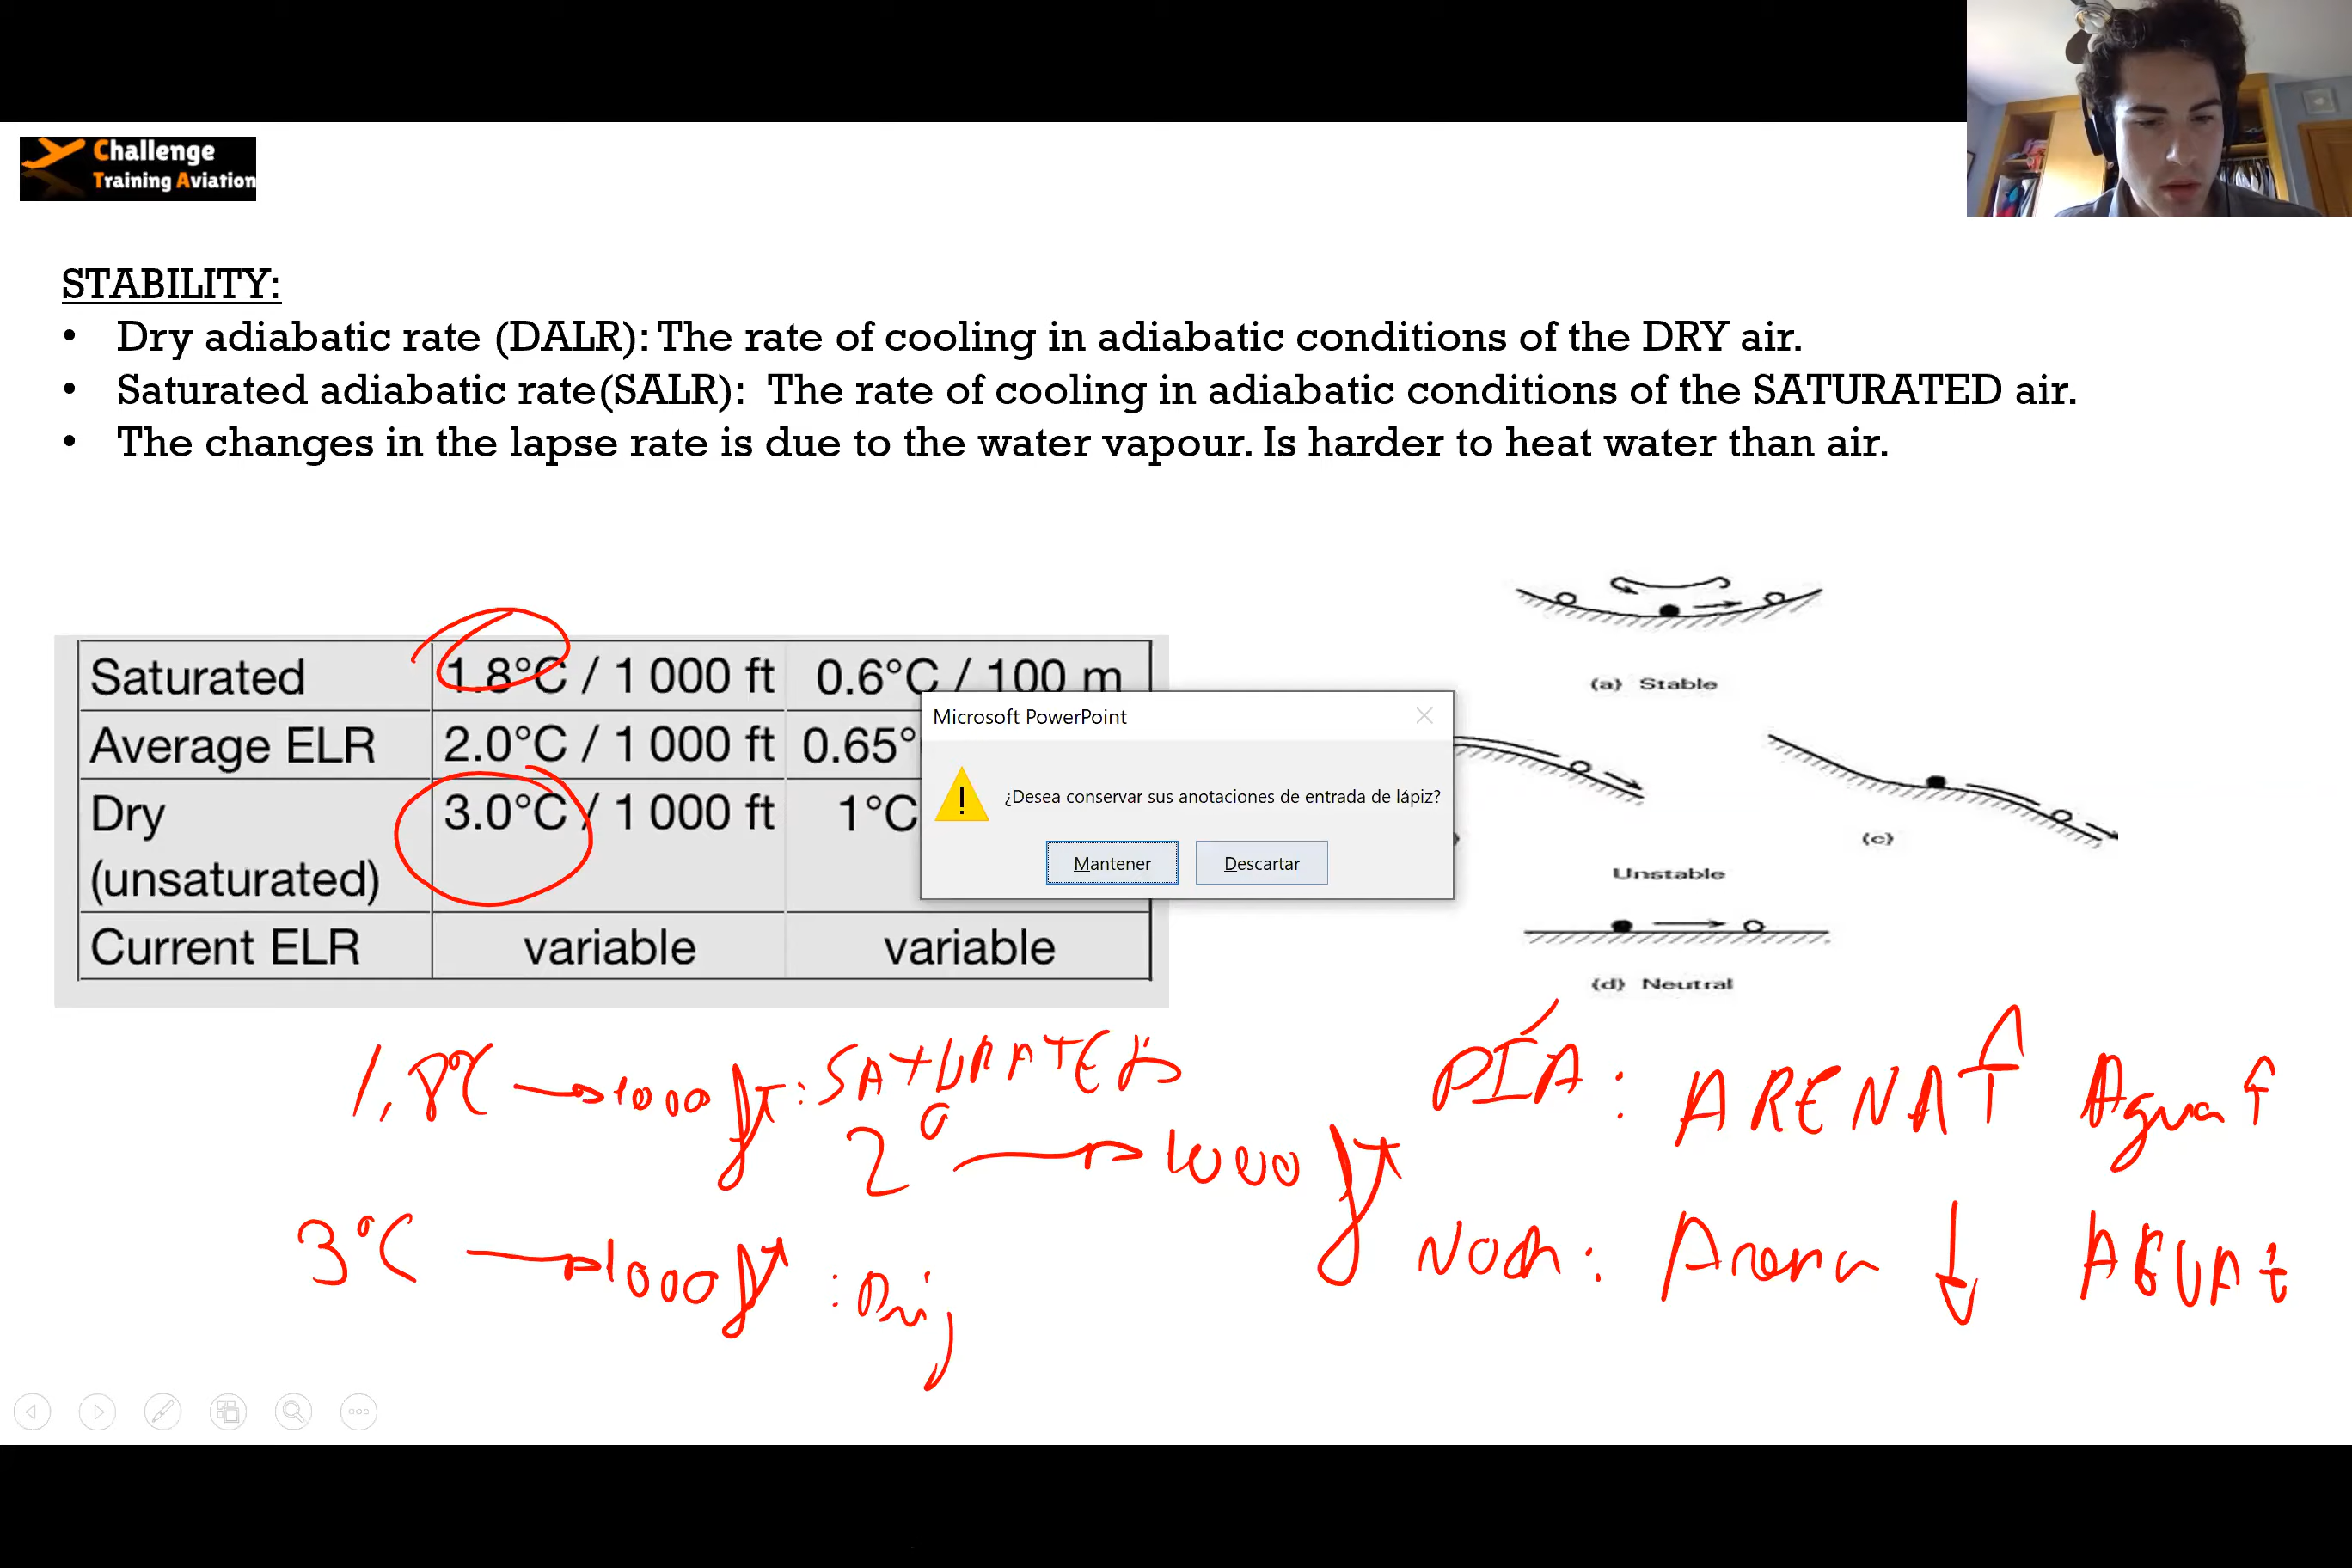 Challenge
Training Aviation
STABILITY:
• Dry adiabatic rate (DALR): The rate of cooling in adiabatic conditions of the DRY air.
• Saturated adiabatic rate(SALR): The rate of cooling in adiabatic conditions of the SATURATED air.
• The changes in the lapse rate is due to the water vapour. Is harder to heat water than air.
Saturated 1.8°C / 1 000 ft 0.6°C / 100 m
Average ELR 2.0°C / 1 000 ft 0.65°
Dry 3.0°C / 1 000 ft 1°C
(unsaturated)
Current ELR variable variable
Microsoft PowerPoint
¿Desea conservar sus anotaciones de entrada de lápiz?
Mantener Descartar
(a) Stable
(c)
Unstable
(d) Neutral
1,8°C → 1000 ft : SATURATED
2° → 1000 ft
3°C → 1000 ft : Dry
DÍA : ARENA ↑ Agua ↑
Noch : Arena ↓ AGUA